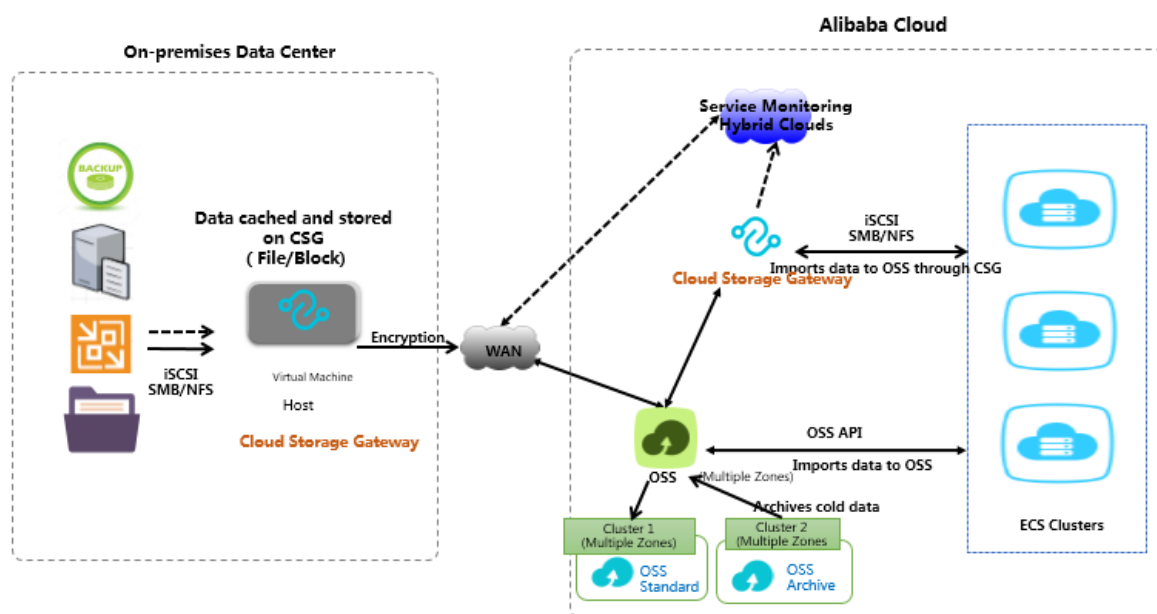 Alibaba Cloud
On-premises Data Center
Service Monitoring
Hybrid Clouds
BACKUP
Data cached and stored
on CSG
( File/Block)
iSCSI
SMB/NFS
Imports data to OSS through CSG
Cloud Storage Gateway
Encryption
WAN
iSCSI
SMB/NFS
Virtual Machine
Host
Cloud Storage Gateway
OSS API
Imports data to OSS
OSS
(Multiple Zones)
Archives cold data
ECS Clusters
Cluster 1
(Multiple Zones)
Cluster 2
(Multiple Zones
OSS
Standard
OSS
Archive